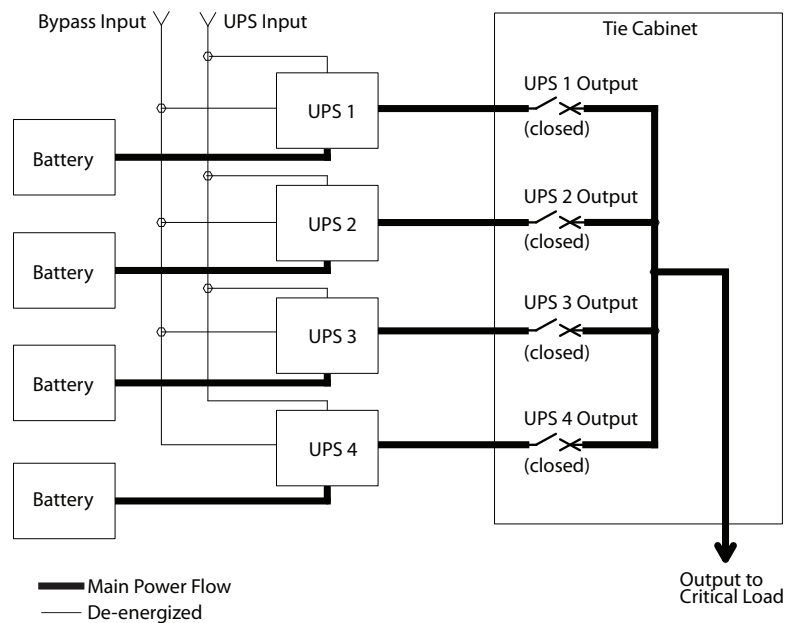 Bypass Input
UPS Input
Tie Cabinet
UPS 1
UPS 1 Output
(closed)
Battery
UPS 2
UPS 2 Output
(closed)
Battery
UPS 3
UPS 3 Output
(closed)
Battery
UPS 4
UPS 4 Output
(closed)
Battery
Main Power Flow
De-energized
Output to
Critical Load